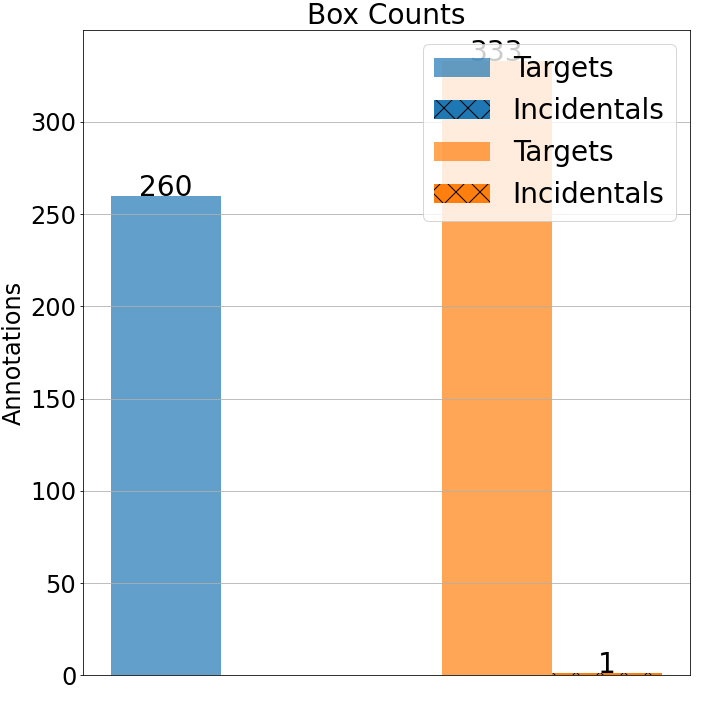 Box Counts
Annotations
300
250
200
150
100
50
0
260
333
1
Targets
Incidentals
Targets
Incidentals